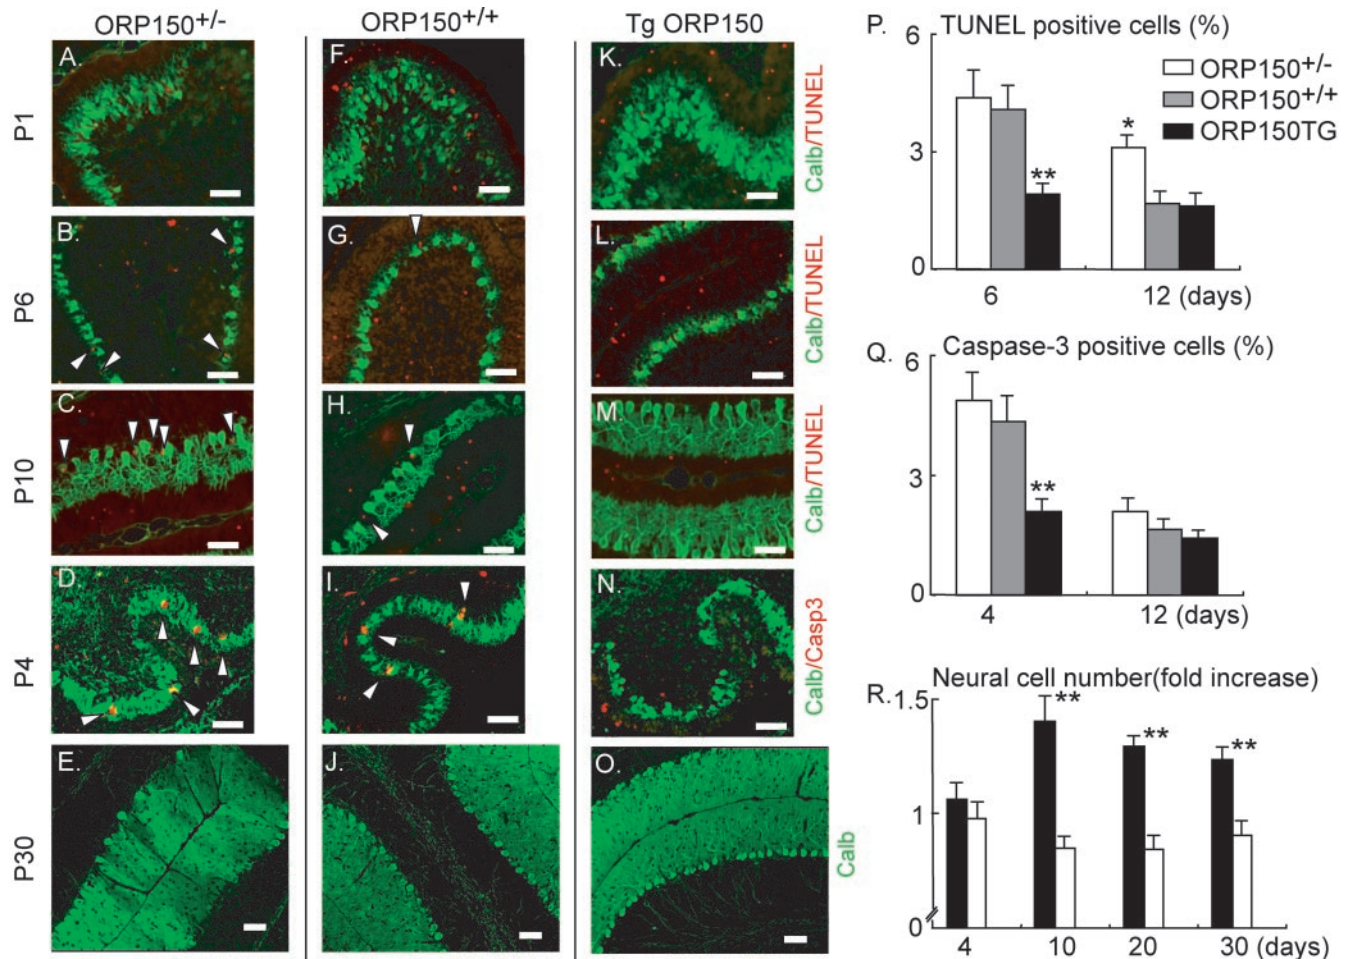 ORP150+/-
ORP150+/+
Tg ORP150
P1
A.
F.
K.
Calb/TUNEL
P6
B.
G.
L.
Calb/TUNEL
P10
C.
H.
M.
Calb/TUNEL
P4
D.
I.
N.
Calb/Casp3
P30
E.
J.
O.
Calb
P. TUNEL positive cells (%)
6
ORP150+/-
ORP150+/+
ORP150TG
*
3
**
0
6 12 (days)
Q. Caspase-3 positive cells (%)
6
3
**
0
4 12 (days)
R. Neural cell number(fold increase)
1.5
** ** **
1
0
4 10 20 30 (days)